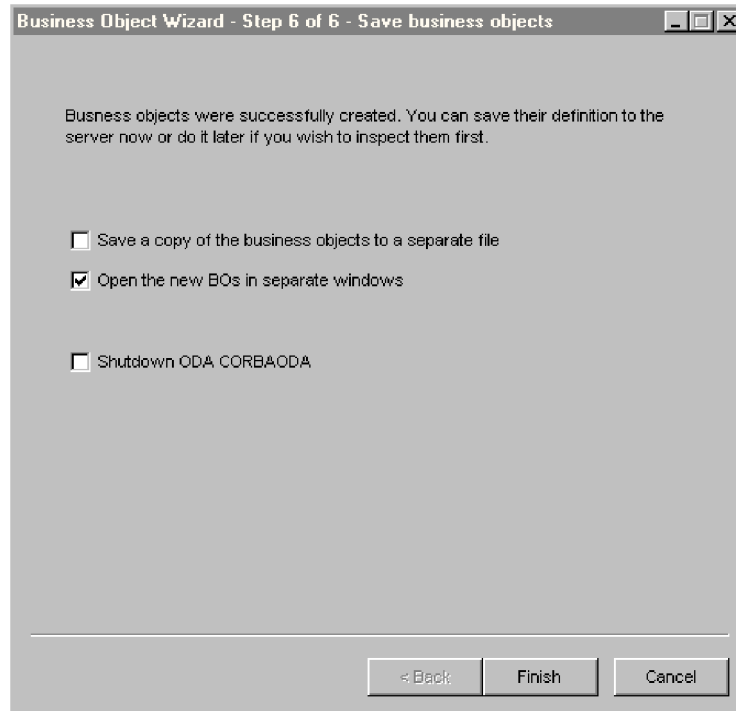 Business Object Wizard - Step 6 of 6 - Save business objects
Busness objects were successfully created. You can save their definition to the
server now or do it later if you wish to inspect them first.
Save a copy of the business objects to a separate file
Open the new BOs in separate windows
Shutdown ODA CORBAODA
< Back
Finish
Cancel